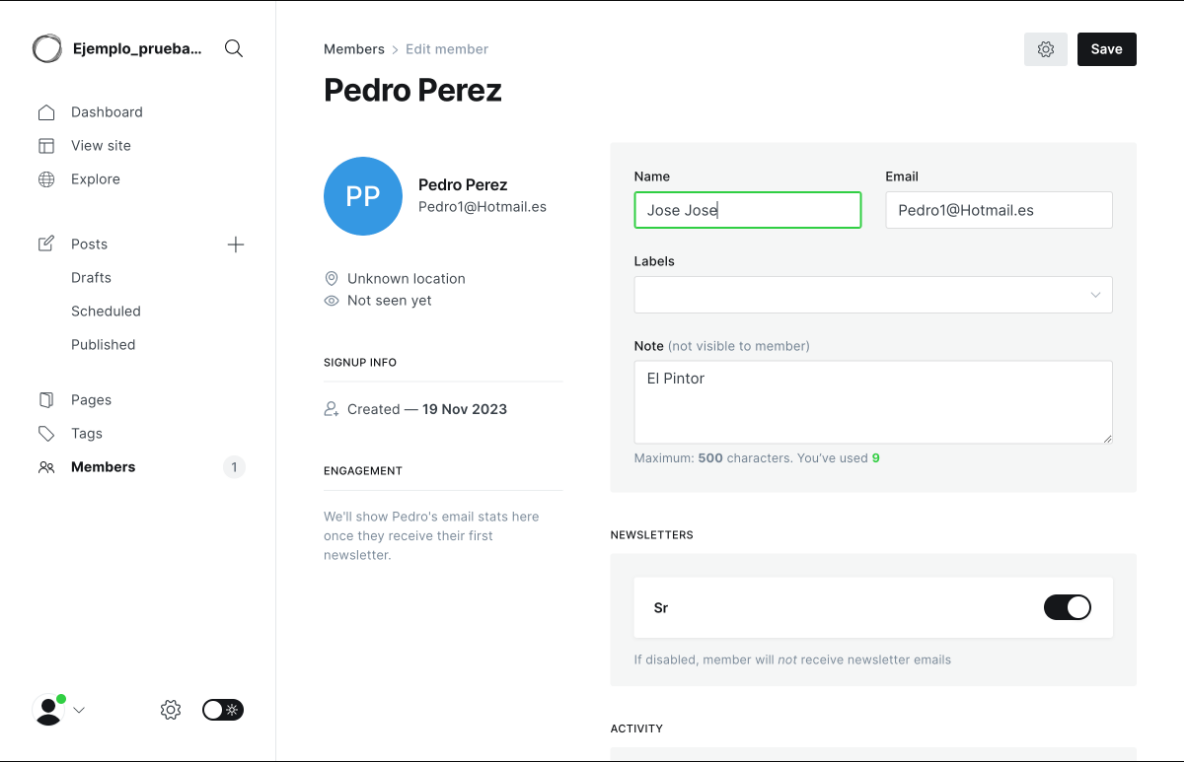 Ejemplo_prueba...
Dashboard
View site
Explore
Posts
Drafts
Scheduled
Published
Pages
Tags
Members 1
Members > Edit member
Save
Pedro Perez
PP
Pedro Perez
Pedro1@Hotmail.es
Unknown location
Not seen yet
SIGNUP INFO
Created — 19 Nov 2023
ENGAGEMENT
We'll show Pedro's email stats here
once they receive their first
newsletter.
Name
Jose Jose
Email
Pedro1@Hotmail.es
Labels
Note (not visible to member)
El Pintor
Maximum: 500 characters. You've used 9
NEWSLETTERS
Sr
If disabled, member will not receive newsletter emails
ACTIVITY